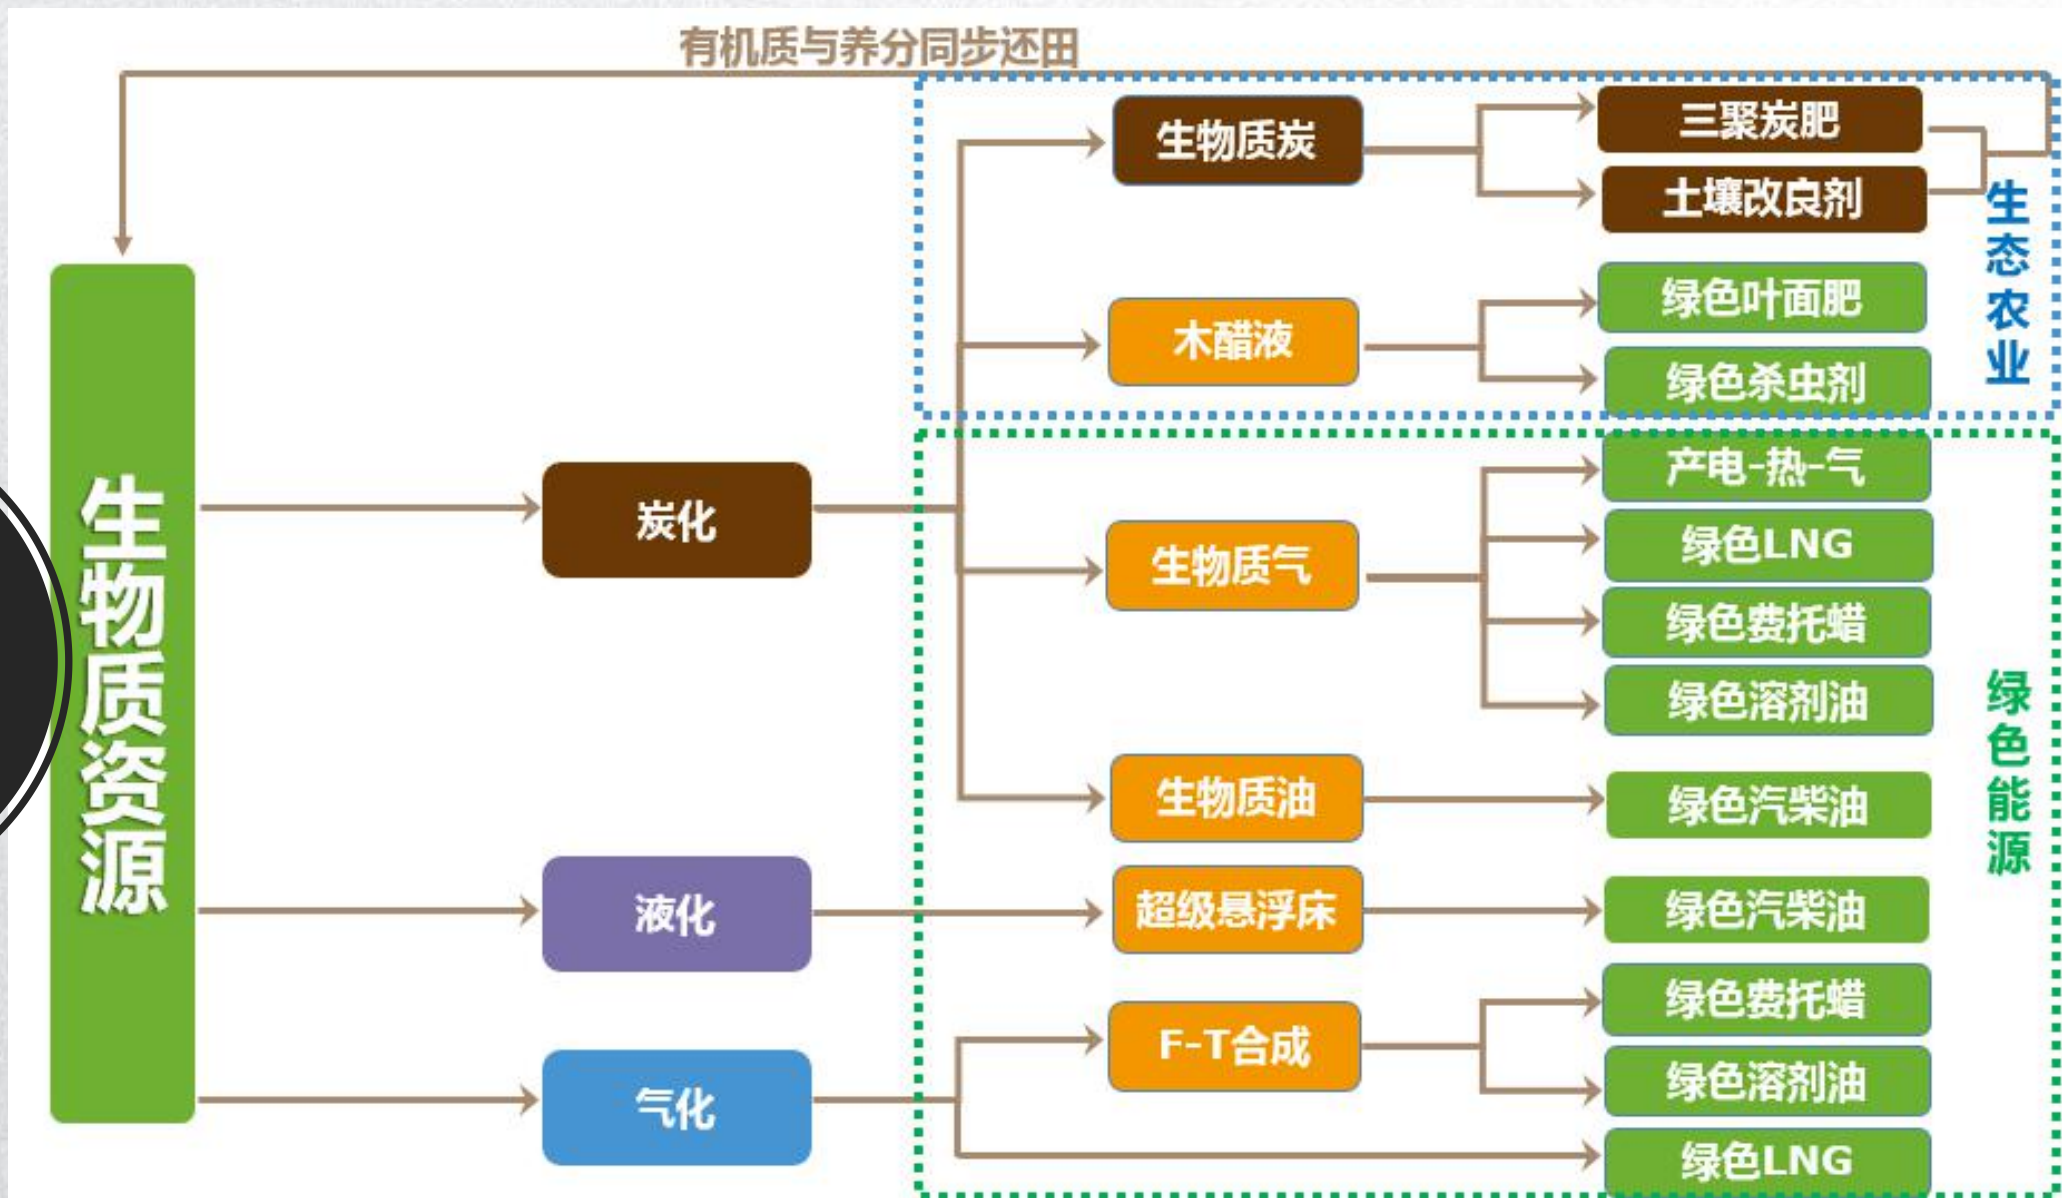 有机质与养分同步还田
生物质资源
炭化
液化
气化
生物质炭
木醋液
生物质气
生物质油
超级悬浮床
F-T合成
三聚炭肥
土壤改良剂
绿色叶面肥
绿色杀虫剂
产电-热-气
绿色LNG
绿色费托蜡
绿色溶剂油
绿色汽柴油
绿色汽柴油
绿色费托蜡
绿色溶剂油
绿色LNG
生态农业
绿色能源